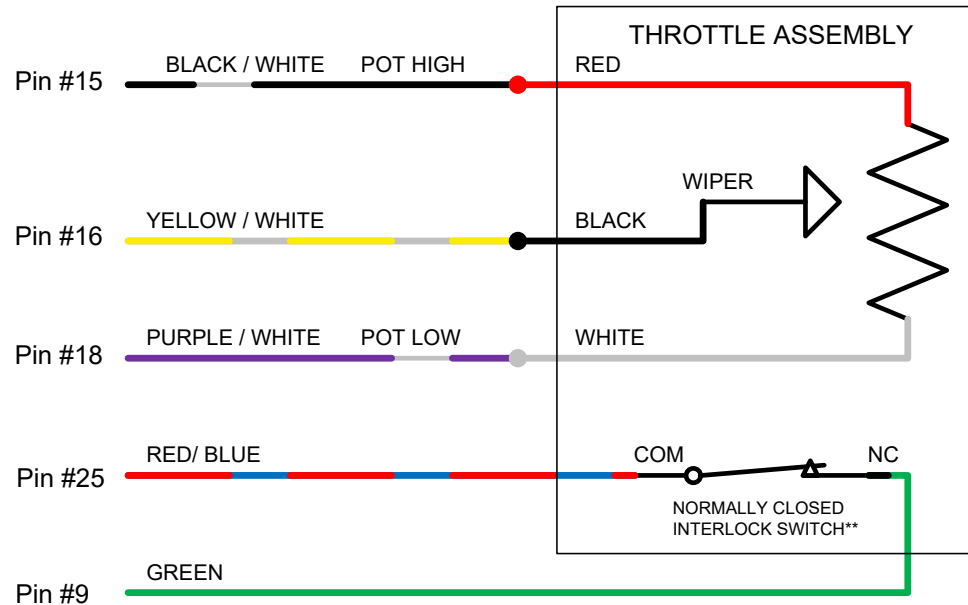 THROTTLE ASSEMBLY
Pin #15
BLACK / WHITE
POT HIGH
RED
WIPER
Pin #16
YELLOW / WHITE
BLACK
Pin #18
PURPLE / WHITE
POT LOW
WHITE
Pin #25
RED/ BLUE
COM
NC
NORMALLY CLOSED
INTERLOCK SWITCH**
Pin #9
GREEN